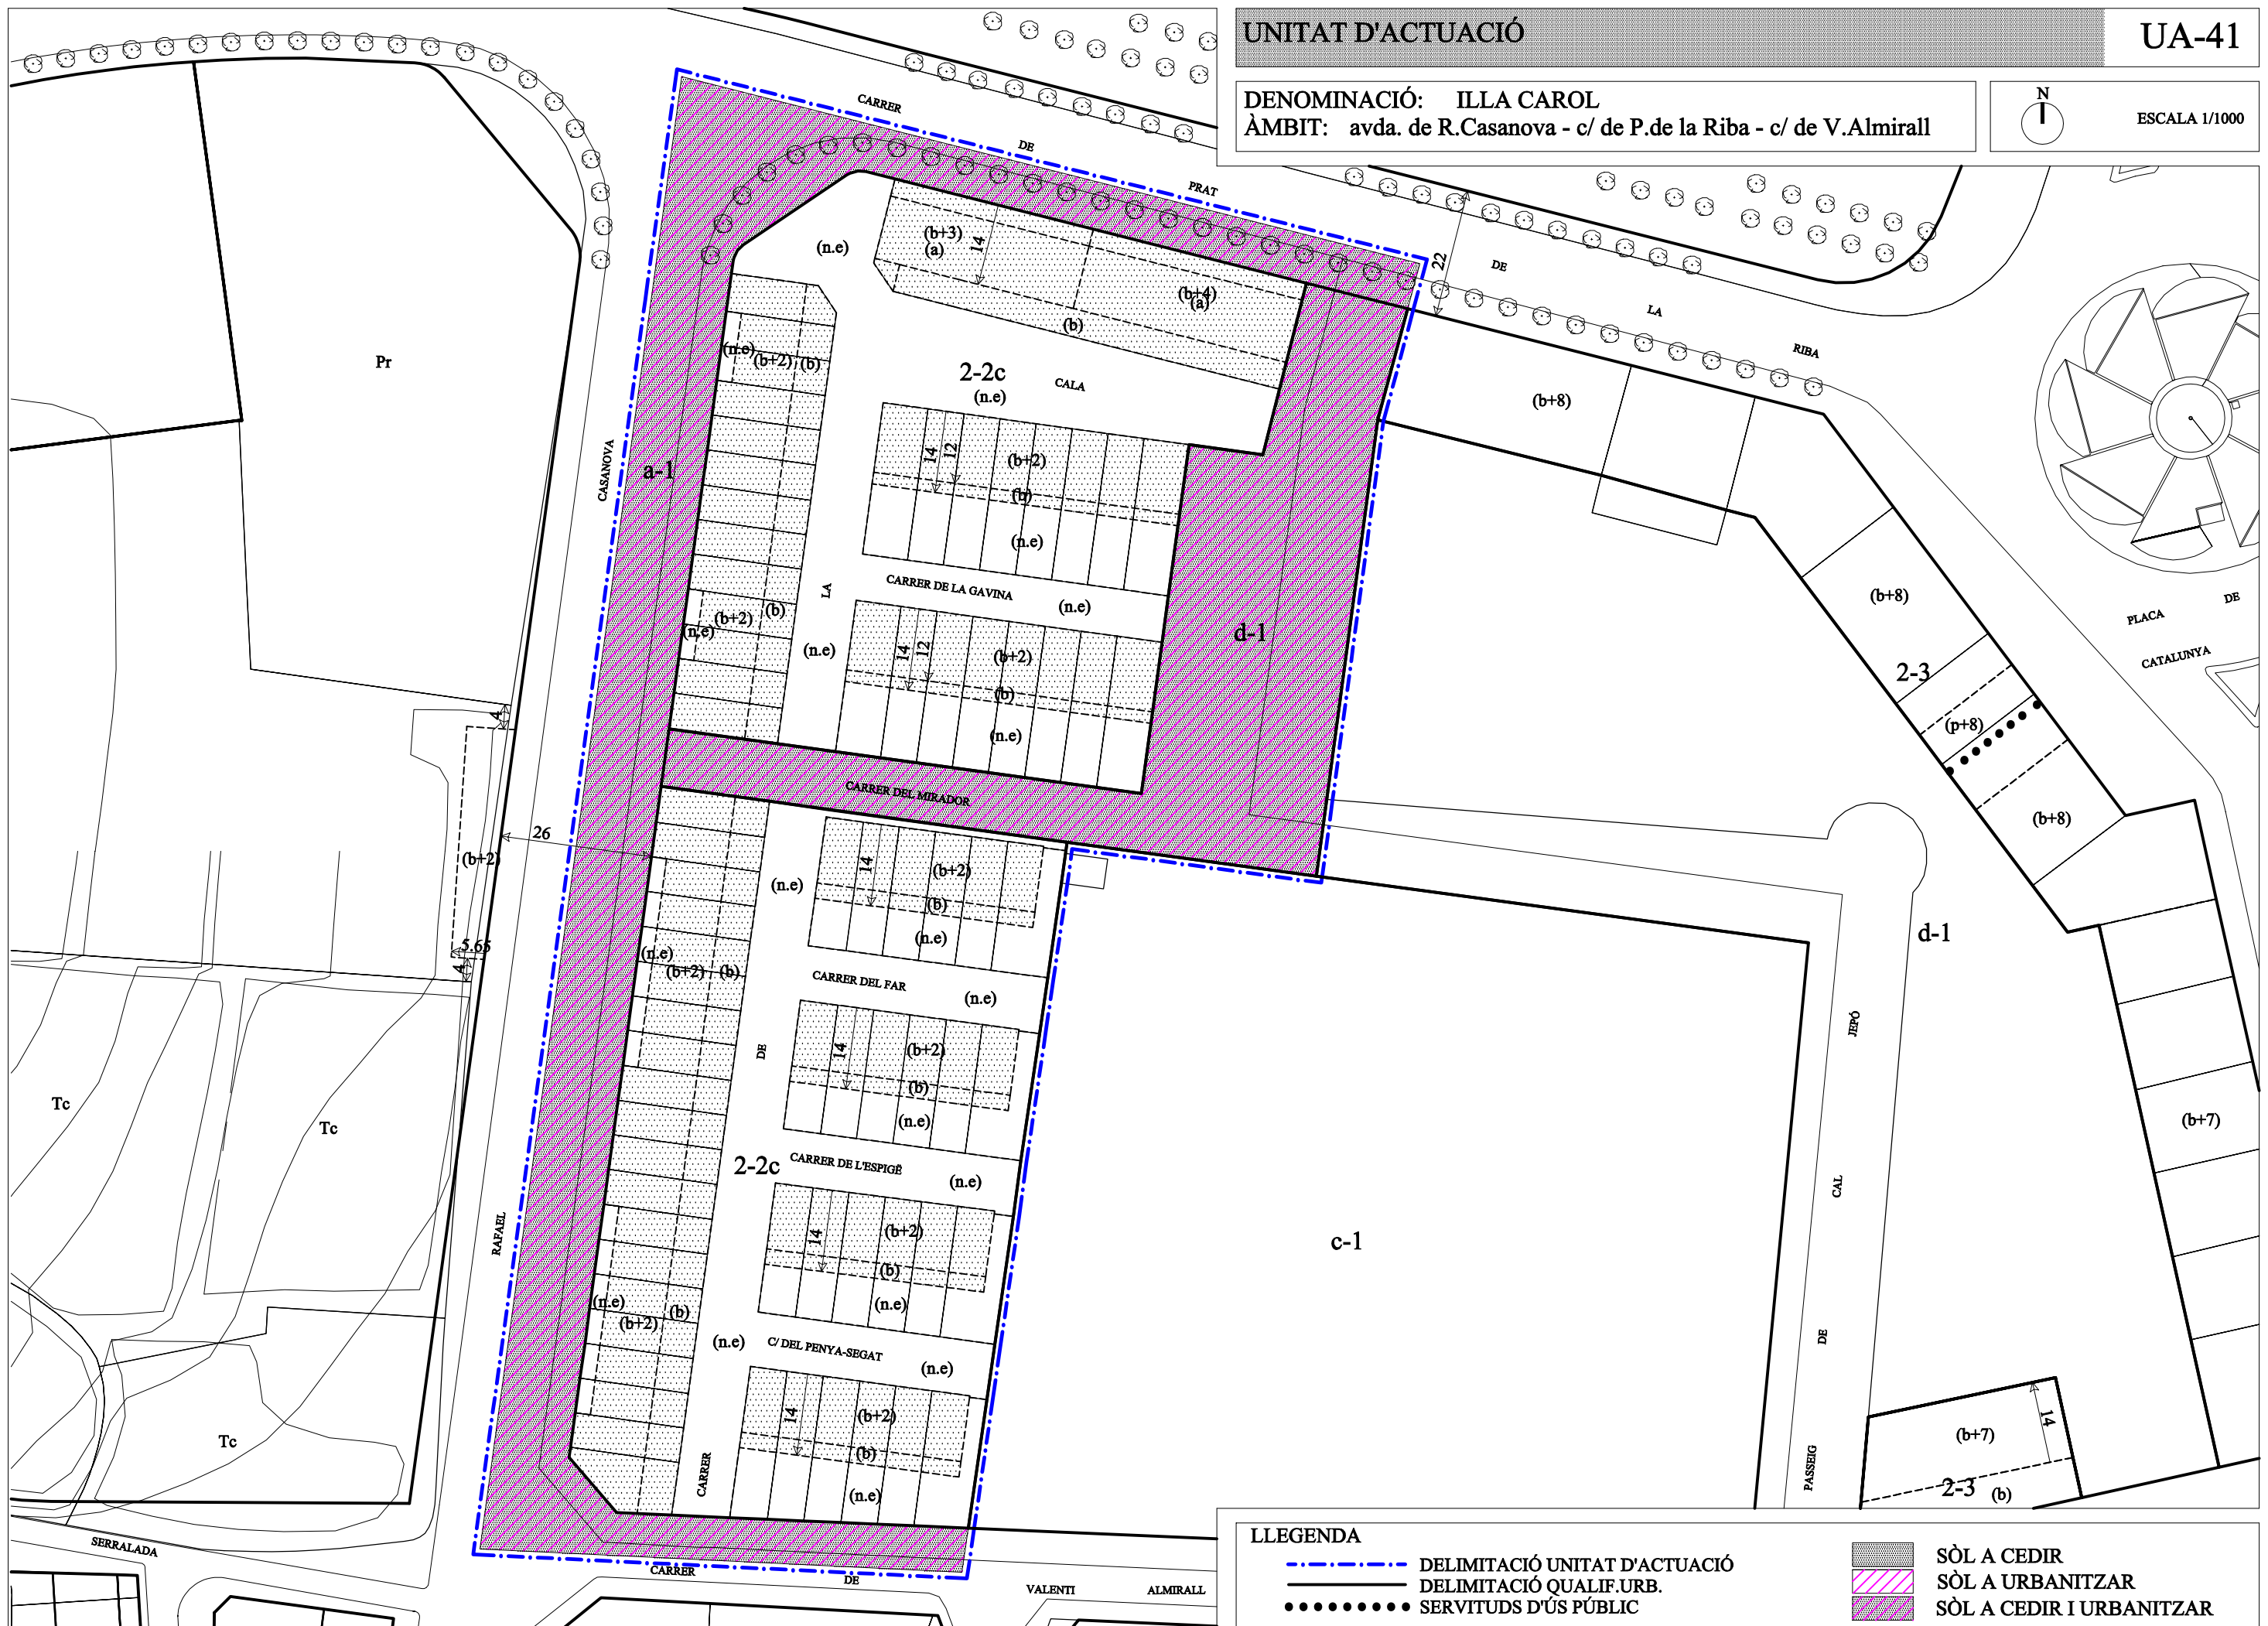 UNITAT D'ACTUACIÓ
UA-41
DENOMINACIÓ: ILLA CAROL
ÀMBIT: avda. de R.Casanova - c/ de P.de la Riba - c/ de V.Almirall
N
ESCALA 1/1000
CARRER
DE
PRAT
DE
LA
RIBA
22
(n.e)
(b+3)
(a)
14
(b+4)
(a)
(b)
Pr
(n.e)
(b+2)
(b)
2-2c
(n.e)
CALA
(b+8)
CASANOVA
a-1
14
12
(b+2)
(b)
(n.e)
LA
CARRER DE LA GAVINA
(n.e)
(b+8)
PLACA
DE
CATALUNYA
(n.e)
(b+2)
(b)
(n.e)
14
12
(b+2)
(b)
(n.e)
d-1
2-3
(p+8)
4
CARRER DEL MIRADOR
(b+8)
26
(b+2)
(n.e)
14
(b+2)
(b)
(n.e)
5.65
4
(n.e)
(b+2)
(b)
CARRER DEL FAR
(n.e)
d-1
DE
14
(b+2)
(b)
(n.e)
JEPÓ
Tc
Tc
2-2c
CARRER DE L'ESPIGË
(n.e)
CAL
(b+7)
RAFAEL
14
(b+2)
(b)
(n.e)
c-1
(n.e)
(b+2)
(b)
(n.e)
C/ DEL PENYA-SEGAT
(n.e)
DE
Tc
14
(b+2)
(b)
(n.e)
CARRER
PASSEIG
14
(b+7)
2-3
(b)
SERRALADA
CARRER
DE
VALENTI
ALMIRALL
LLEGENDA
DELIMITACIÓ UNITAT D'ACTUACIÓ
DELIMITACIÓ QUALIF.URB.
SERVITUDS D'ÚS PÚBLIC
SÒL A CEDIR
SÒL A URBANITZAR
SÒL A CEDIR I URBANITZAR